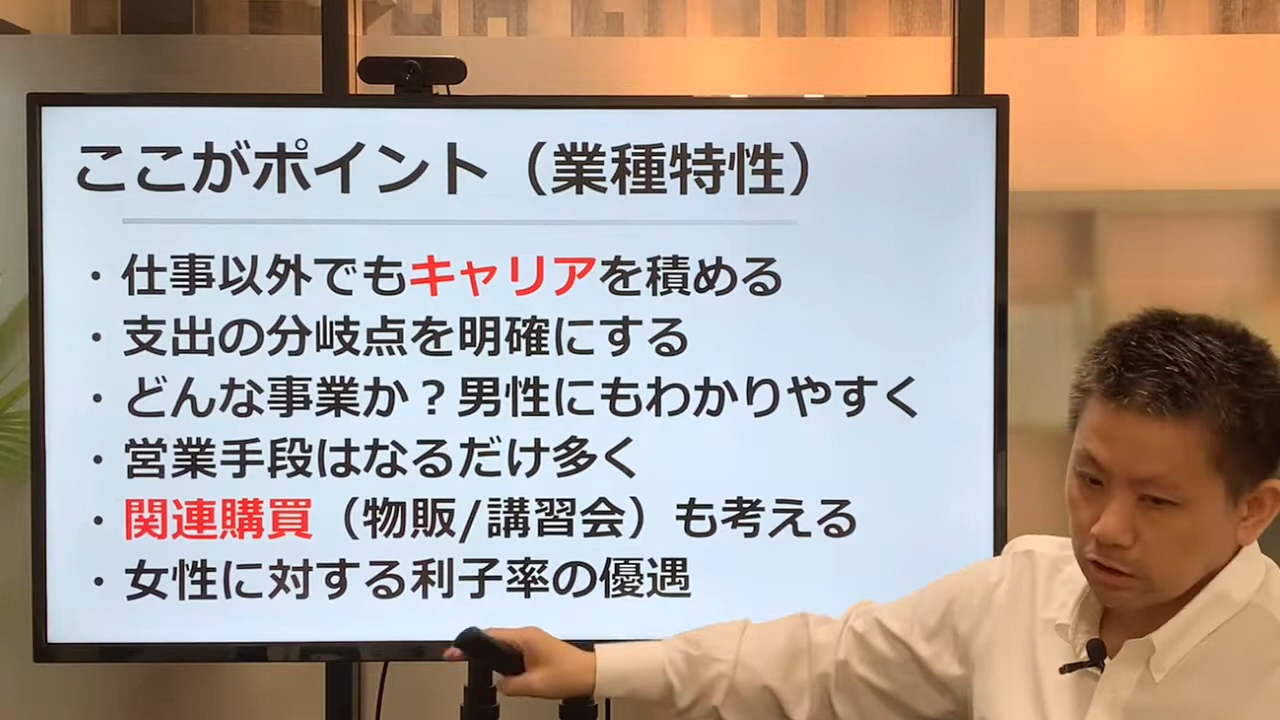 ここがポイント（業種特性）
・仕事以外でもキャリアを積める
・支出の分岐点を明確にする
・どんな事業か？男性にもわかりやすく
・営業手段はなるだけ多く
・関連購買（物販/講習会）も考える
・女性に対する利子率の優遇